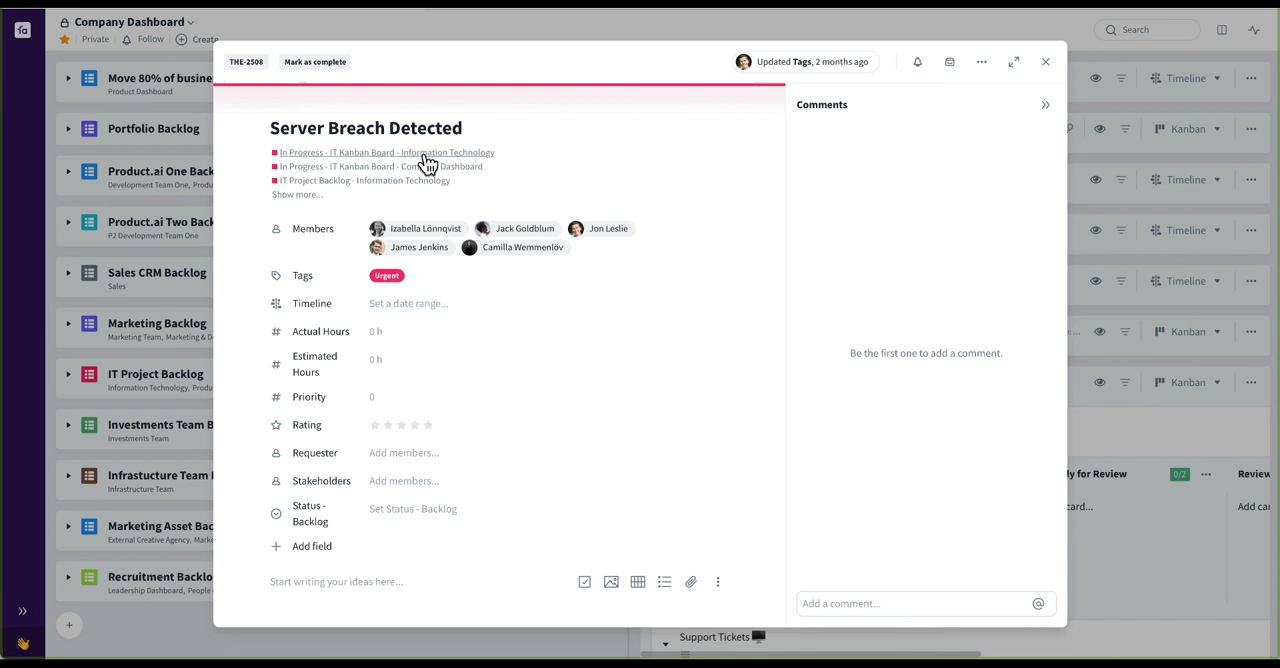 Company Dashboard
Private
Follow
Create
Search
Move 80% of busine
Product Dashboard
Timeline
Portfolio Backlog
Kanban
Product.ai One Back
Development Team One, Produ
Timeline
Product.ai Two Back
P2 Development Team One
Timeline
Sales CRM Backlog
Sales
Timeline
Marketing Backlog
Marketing Team, Marketing & D
Kanban
IT Project Backlog
Information Technology, Produ
Kanban
Investments Team B
Investments Team
Infrastucture Team
Infrastructure Team
Marketing Asset Bac
External Creative Agency, Marke
Recruitment Backlo
Leadership Dashboard, People
THE-2508
Mark as complete
Updated Tags, 2 months ago
Server Breach Detected
In Progress - IT Kanban Board - Information Technology
In Progress - IT Kanban Board - Com Dashboard
IT Project Backlog - Information Technology
Show more...
Members
Izabella Lönnqvist
Jack Goldblum
Jon Leslie
James Jenkins
Camilla Wemmenlöv
Tags
Urgent
Timeline
Set a date range...
Actual Hours
0 h
Estimated
Hours
0 h
Priority
0
Rating
Requester
Add members...
Stakeholders
Add members...
Status -
Backlog
Set Status - Backlog
Add field
Start writing your ideas here...
Comments
Be the first one to add a comment.
Add a comment...
ly for Review
0/2
Review
card...
Add car
Support Tickets